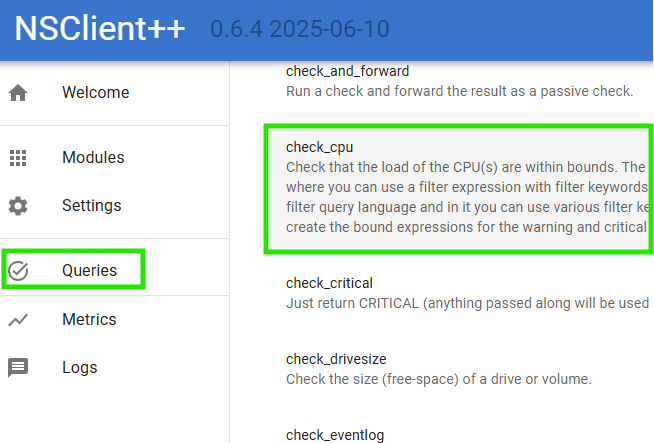 NSClient++ 0.6.4 2025-06-10
Welcome
Modules
Settings
Queries
Metrics
Logs
check_and_forward
Run a check and forward the result as a passive check.
check_cpu
Check that the load of the CPU(s) are within bounds. The
where you can use a filter expression with filter keywords
filter query language and in it you can use various filter ke
create the bound expressions for the warning and critical
check_critical
Just return CRITICAL (anything passed along will be used
check_drivesize
Check the size (free-space) of a drive or volume.
check_eventlog